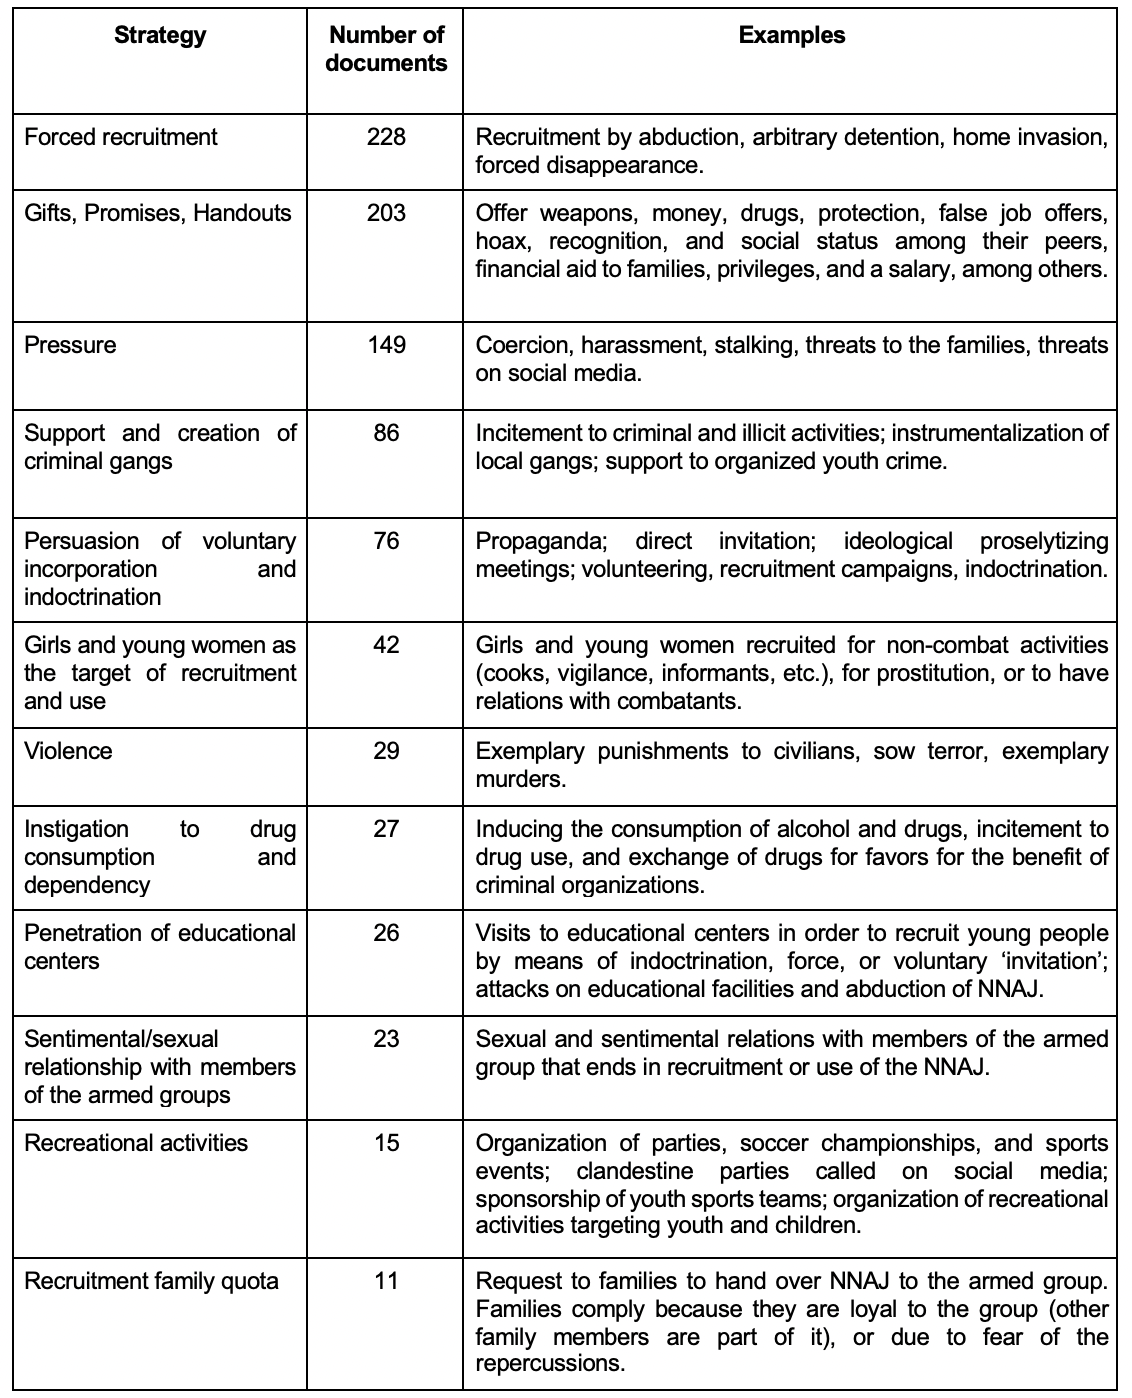 Strategy
Number of
documents
Examples
Forced recruitment
228
Recruitment by abduction, arbitrary detention, home invasion,
forced disappearance.
Gifts, Promises, Handouts
203
Offer weapons, money, drugs, protection, false job offers,
hoax, recognition, and social status among their peers,
financial aid to families, privileges, and a salary, among others.
Pressure
149
Coercion, harassment, stalking, threats to the families, threats
on social media.
Support and creation of
criminal gangs
86
Incitement to criminal and illicit activities; instrumentalization of
local gangs; support to organized youth crime.
Persuasion of voluntary
incorporation and
indoctrination
76
Propaganda; direct invitation; ideological proselytizing
meetings; volunteering, recruitment campaigns, indoctrination.
Girls and young women as
the target of recruitment
and use
42
Girls and young women recruited for non-combat activities
(cooks, vigilance, informants, etc.), for prostitution, or to have
relations with combatants.
Violence
29
Exemplary punishments to civilians, sow terror, exemplary
murders.
Instigation to drug
consumption and
dependency
27
Inducing the consumption of alcohol and drugs, incitement to
drug use, and exchange of drugs for favors for the benefit of
criminal organizations.
Penetration of educational
centers
26
Visits to educational centers in order to recruit young people
by means of indoctrination, force, or voluntary ‘invitation’;
attacks on educational facilities and abduction of NNAJ.
Sentimental/sexual
relationship with members
of the armed groups
23
Sexual and sentimental relations with members of the armed
group that ends in recruitment or use of the NNAJ.
Recreational activities
15
Organization of parties, soccer championships, and sports
events; clandestine parties called on social media;
sponsorship of youth sports teams; organization of recreational
activities targeting youth and children.
Recruitment family quota
11
Request to families to hand over NNAJ to the armed group.
Families comply because they are loyal to the group (other
family members are part of it), or due to fear of the
repercussions.